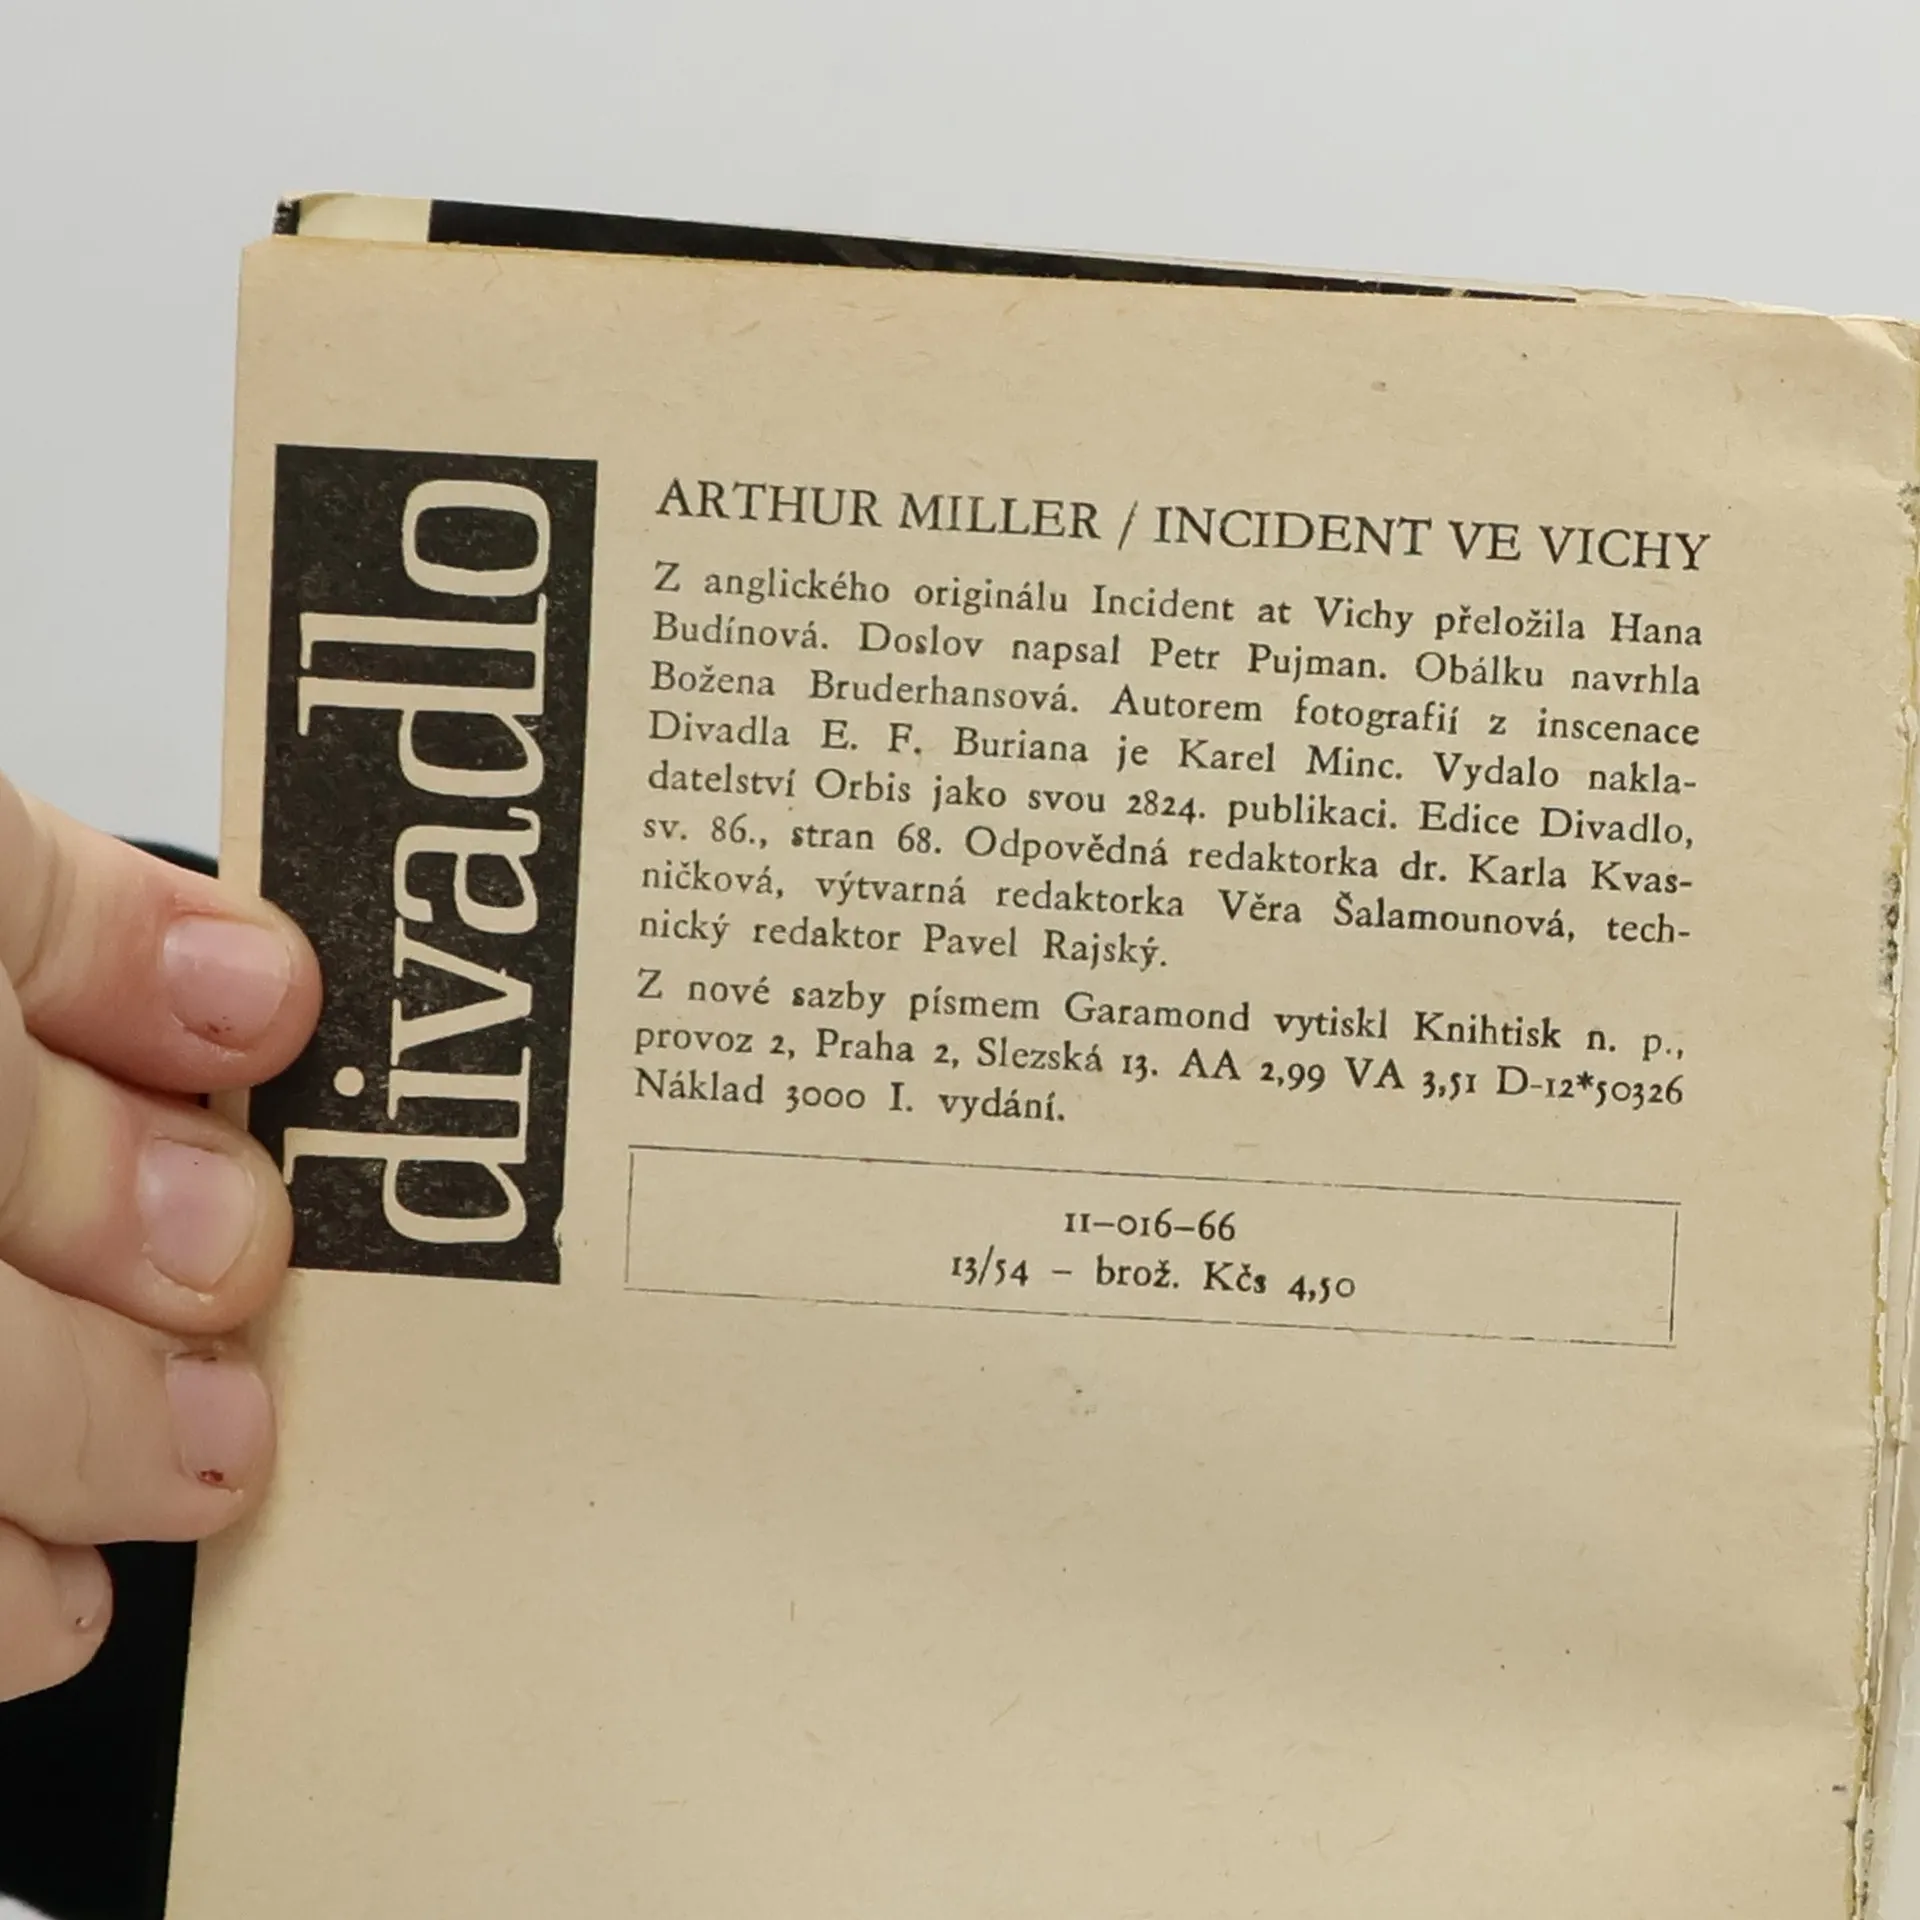 divadlo
ARTHUR MILLER / INCIDENT VE VICHY
Z anglického originálu Incident at Vichy přeložila Hana
Budínová. Doslov napsal Petr Pujman. Obálku navrhla
Božena Bruderhansová. Autorem fotografií z inscenace
Divadla E. F. Buriana je Karel Minc. Vydalo nakla-
datelství Orbis jako svou 2824. publikaci. Edice Divadlo,
sv. 86., stran 68. Odpovědná redaktorka dr. Karla Kvas-
ničková, výtvarná redaktorka Věra Šalamounová, tech-
nický redaktor Pavel Rajský.
Z nové sazby písmem Garamond vytiskl Knihtisk n. p.,
provoz 2, Praha 2, Slezská 13. AA 2,99 VA 3,51 D-12*50326
Náklad 3000 I. vydání.
11–016–66
13/54 – brož. Kčs 4,50